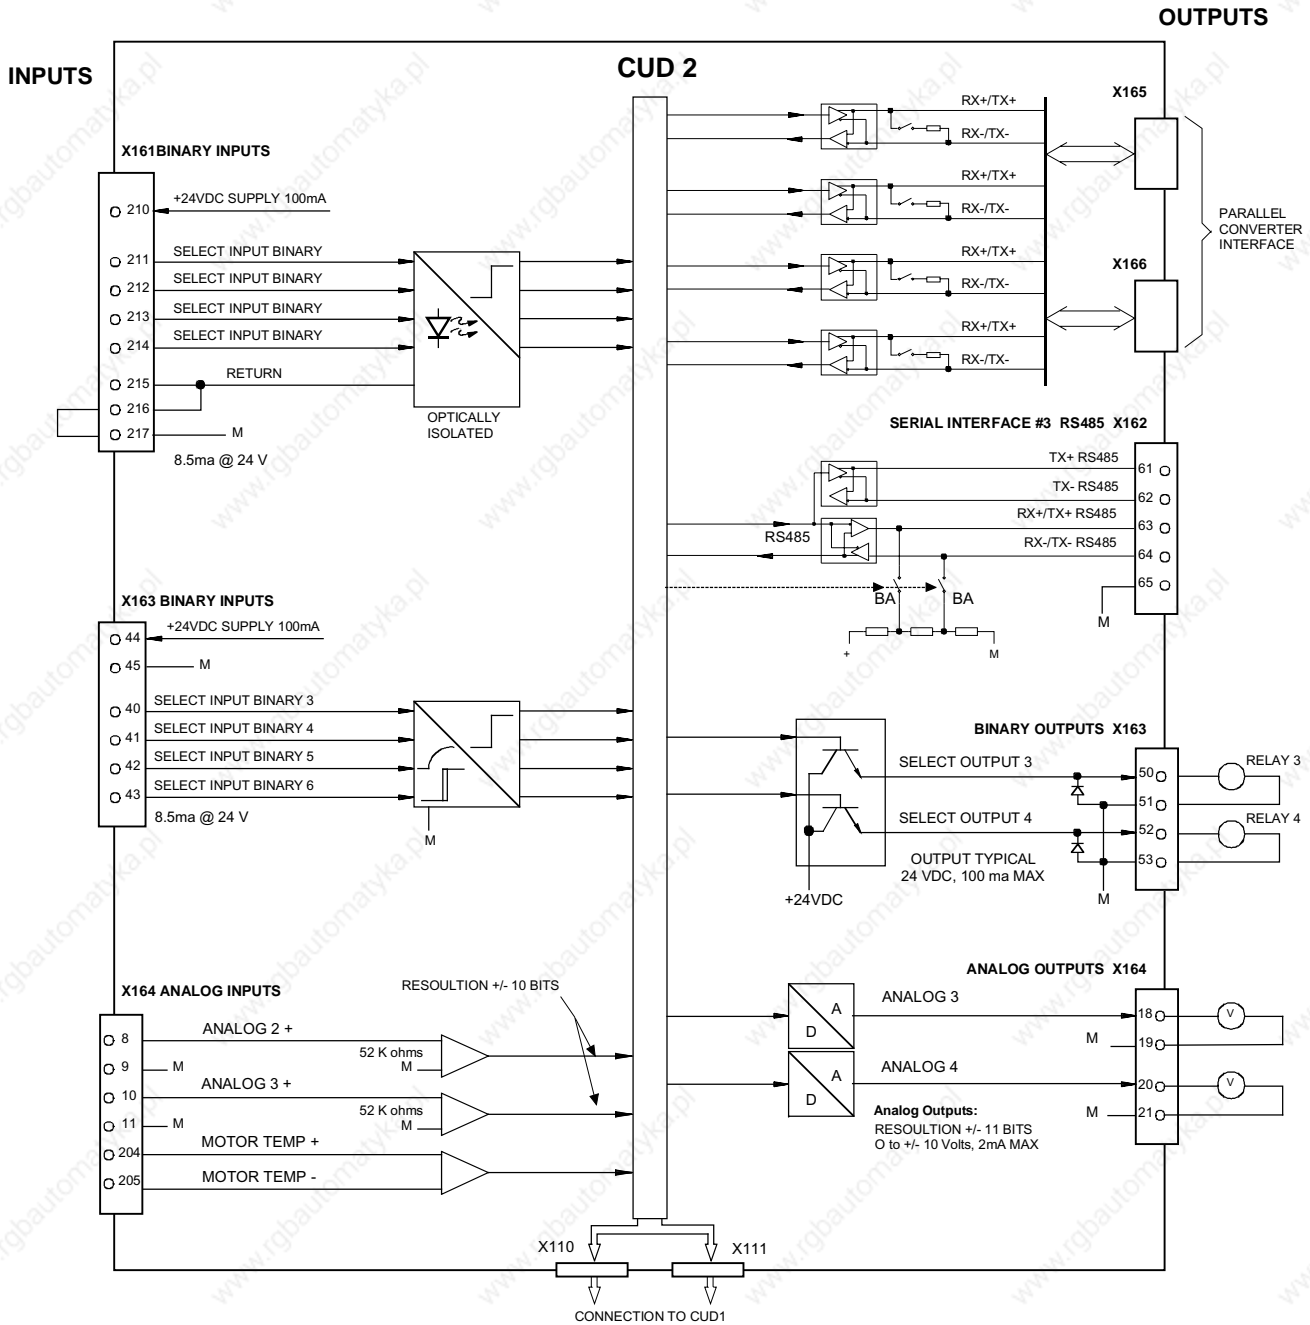 OUTPUTS
INPUTS
CUD 2
X161BINARY INPUTS
210
+24VDC SUPPLY 100mA
211
SELECT INPUT BINARY
212
SELECT INPUT BINARY
213
SELECT INPUT BINARY
214
SELECT INPUT BINARY
215
RETURN
216
217
M
8.5ma @ 24 V
OPTICALLY
ISOLATED
X163 BINARY INPUTS
44
+24VDC SUPPLY 100mA
45
M
40
SELECT INPUT BINARY 3
41
SELECT INPUT BINARY 4
42
SELECT INPUT BINARY 5
43
SELECT INPUT BINARY 6
8.5ma @ 24 V
M
X164 ANALOG INPUTS
RESOULTION +/- 10 BITS
8
ANALOG 2 +
9
M
52 K ohms
M
10
ANALOG 3 +
11
M
52 K ohms
M
204
MOTOR TEMP +
205
MOTOR TEMP -
RX+/TX+
RX-/TX-
RX+/TX+
RX-/TX-
RX+/TX+
RX-/TX-
RX+/TX+
RX-/TX-
X165
X166
PARALLEL
CONVERTER
INTERFACE
SERIAL INTERFACE #3 RS485 X162
TX+ RS485
61
TX- RS485
62
RX+/TX+ RS485
63
RX-/TX- RS485
64
65
M
RS485
BA
BA
+
M
BINARY OUTPUTS X163
SELECT OUTPUT 3
50
RELAY 3
51
SELECT OUTPUT 4
52
RELAY 4
53
OUTPUT TYPICAL
24 VDC, 100 ma MAX
+24VDC
M
ANALOG OUTPUTS X164
A
D
ANALOG 3
18
V
M
19
A
D
ANALOG 4
20
V
M
21
Analog Outputs:
RESOULTION +/- 11 BITS
O to +/- 10 Volts, 2mA MAX
X110
X111
CONNECTION TO CUD1
www.rgbautomatyka.pl